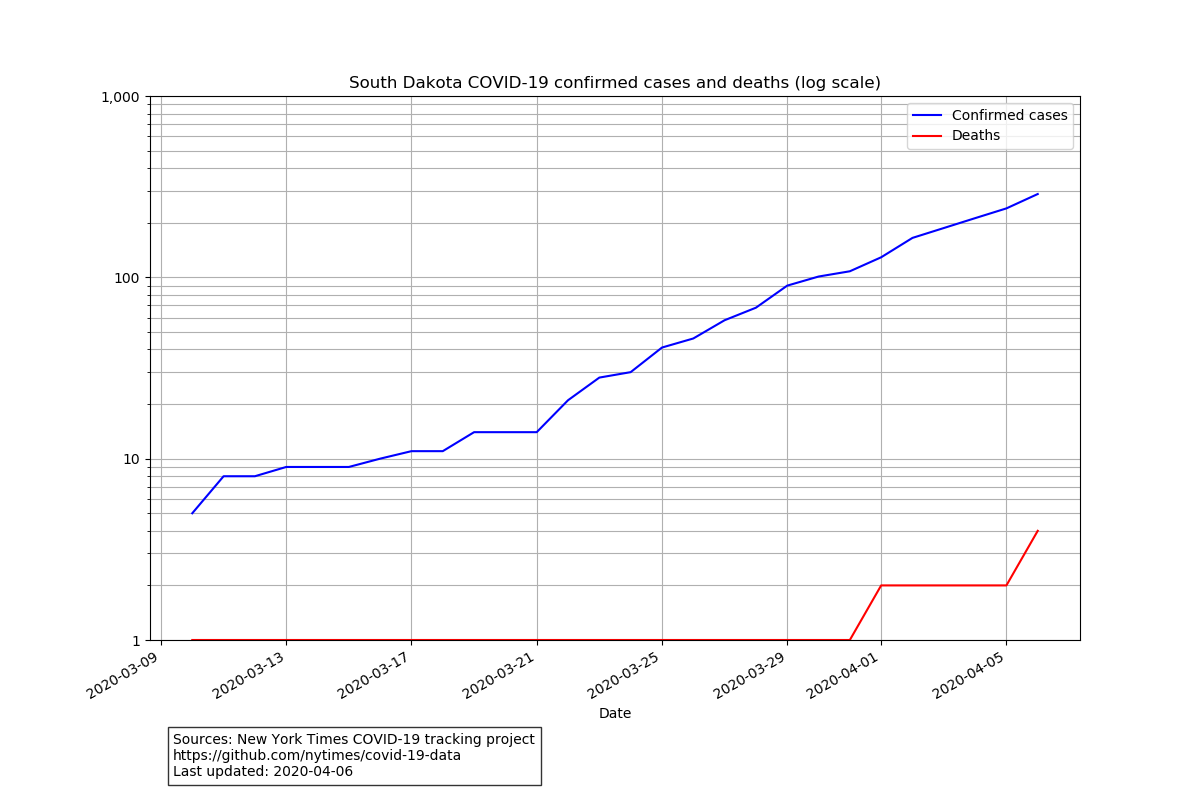 South Dakota COVID-19 confirmed cases and deaths (log scale)
1,000
100
10
1
Confirmed cases
Deaths
2020-03-09
2020-03-13
2020-03-17
2020-03-21
2020-03-25
2020-03-29
2020-04-01
2020-04-05
Date
Sources: New York Times COVID-19 tracking project
https://github.com/nytimes/covid-19-data
Last updated: 2020-04-06